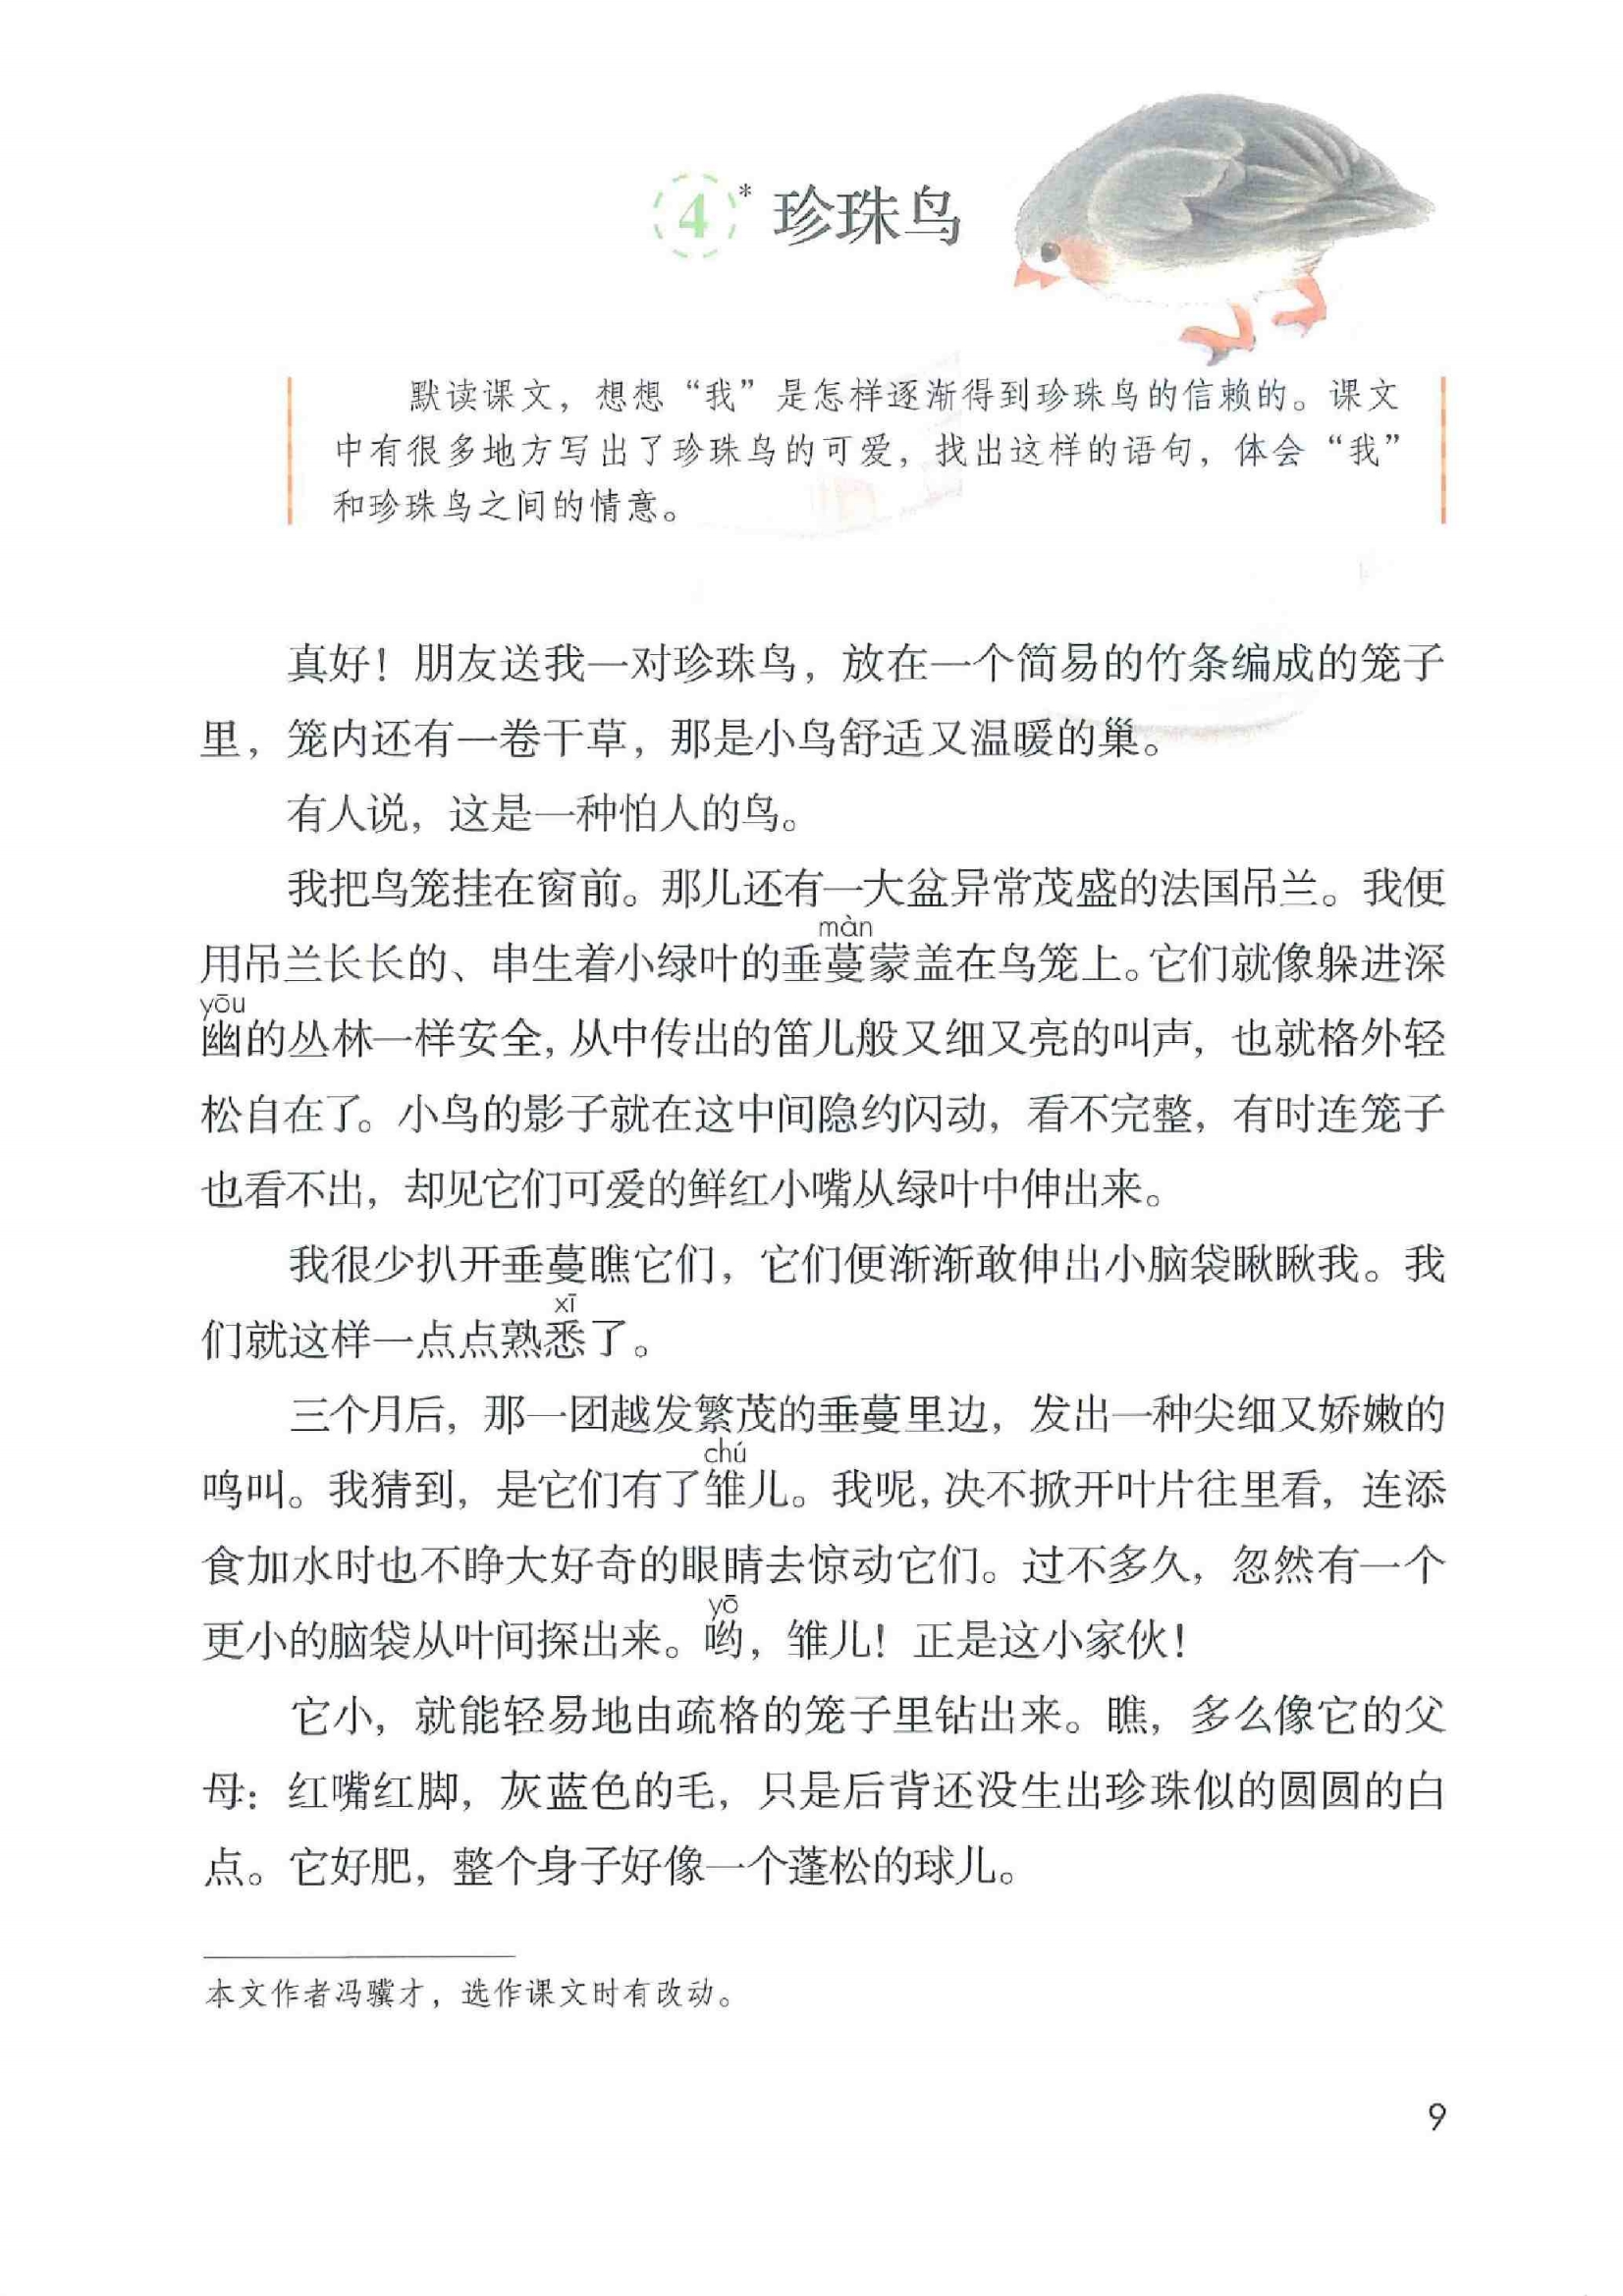 4* 珍珠鸟
默读课文，想想“我”是怎样逐渐得到珍珠鸟的信赖的。课文
中有很多地方写出了珍珠鸟的可爱，找出这样的语句，体会“我”
和珍珠鸟之间的情意。
真好！朋友送我一对珍珠鸟，放在一个简易的竹条编成的笼子
里，笼内还有一卷干草，那是小鸟舒适又温暖的巢。
有人说，这是一种怕人的鸟。
我把鸟笼挂在窗前。那儿还有一大盆异常茂盛的法国吊兰。我便
màn
用吊兰长长的、串生着小绿叶的垂蔓蒙盖在鸟笼上。它们就像躲进深
yōu
幽的丛林一样安全，从中传出的笛儿般又细又亮的叫声，也就格外轻
松自在了。小鸟的影子就在这中间隐约闪动，看不完整，有时连笼子
也看不出，却见它们可爱的鲜红小嘴从绿叶中伸出来。
我很少扒开垂蔓瞧它们，它们便渐渐敢伸出小脑袋瞅瞅我。我
xī
们就这样一点点熟悉了。
三个月后，那一团越发繁茂的垂蔓里边，发出一种尖细又娇嫩的
chú
鸣叫。我猜到，是它们有了雏儿。我呢，决不掀开叶片往里看，连添
食加水时也不睁大好奇的眼睛去惊动它们。过不多久，忽然有一个
yō
更小的脑袋从叶间探出来。哟，雏儿！正是这小家伙！
它小，就能轻易地由疏格的笼子里钻出来。瞧，多么像它的父
母：红嘴红脚，灰蓝色的毛，只是后背还没生出珍珠似的圆圆的白
点。它好肥，整个身子好像一个蓬松的球儿。
本文作者冯骥才，选作课文时有改动。
9